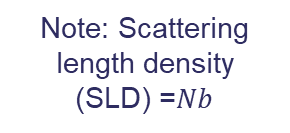 Note: Scattering
length density
(SLD) =𝑁𝑏